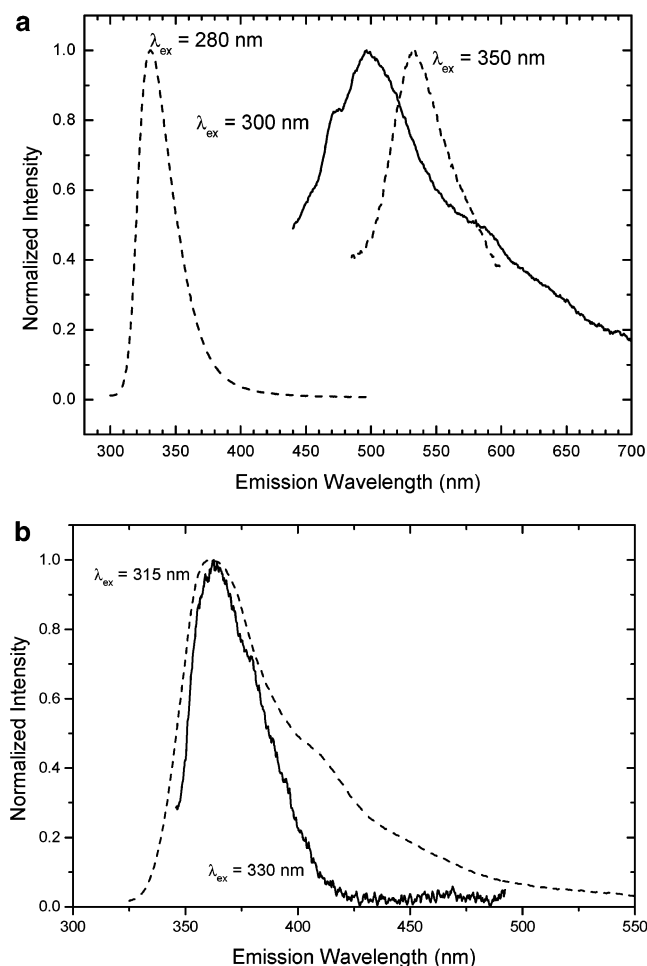 a
λex = 280 nm
λex = 350 nm
λex = 300 nm
Normalized Intensity
1.0
0.8
0.6
0.4
0.2
0.0
300 350 400 450 500 550 600 650 700
Emission Wavelength (nm)
b
λex = 315 nm
λex = 330 nm
Normalized Intensity
1.0
0.8
0.6
0.4
0.2
0.0
300 350 400 450 500 550
Emission Wavelength (nm)